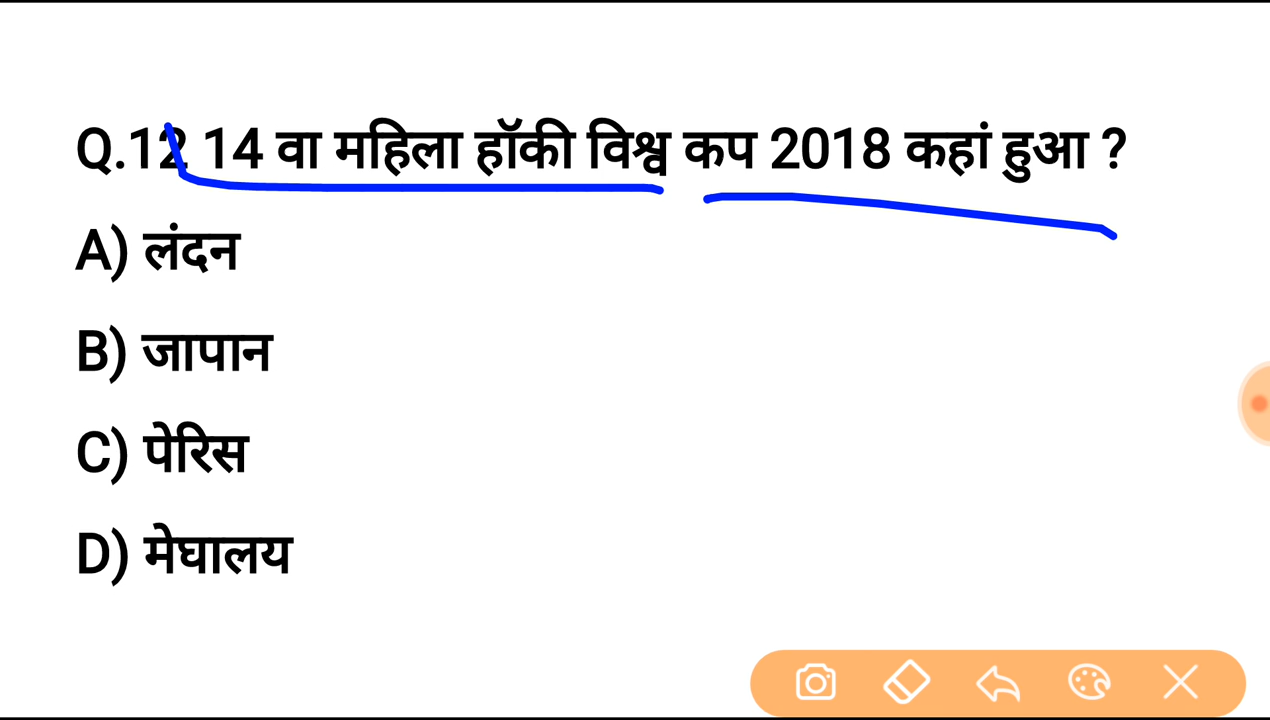 Q.12 14 वा महिला हॉकी विश्व कप 2018 कहां हुआ ?
A) लंदन
B) जापान
C) पेरिस
D) मेघालय